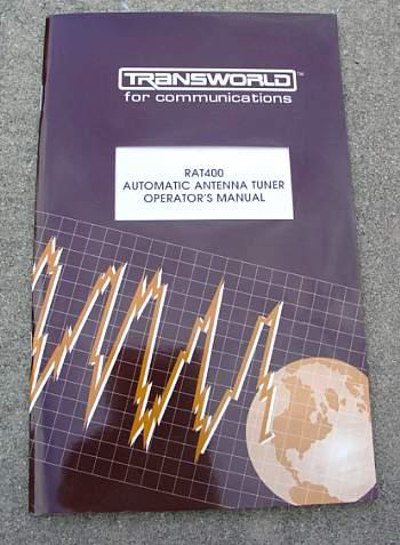 TRANSWORLD™
for communications
RAT400
AUTOMATIC ANTENNA TUNER
OPERATOR'S MANUAL